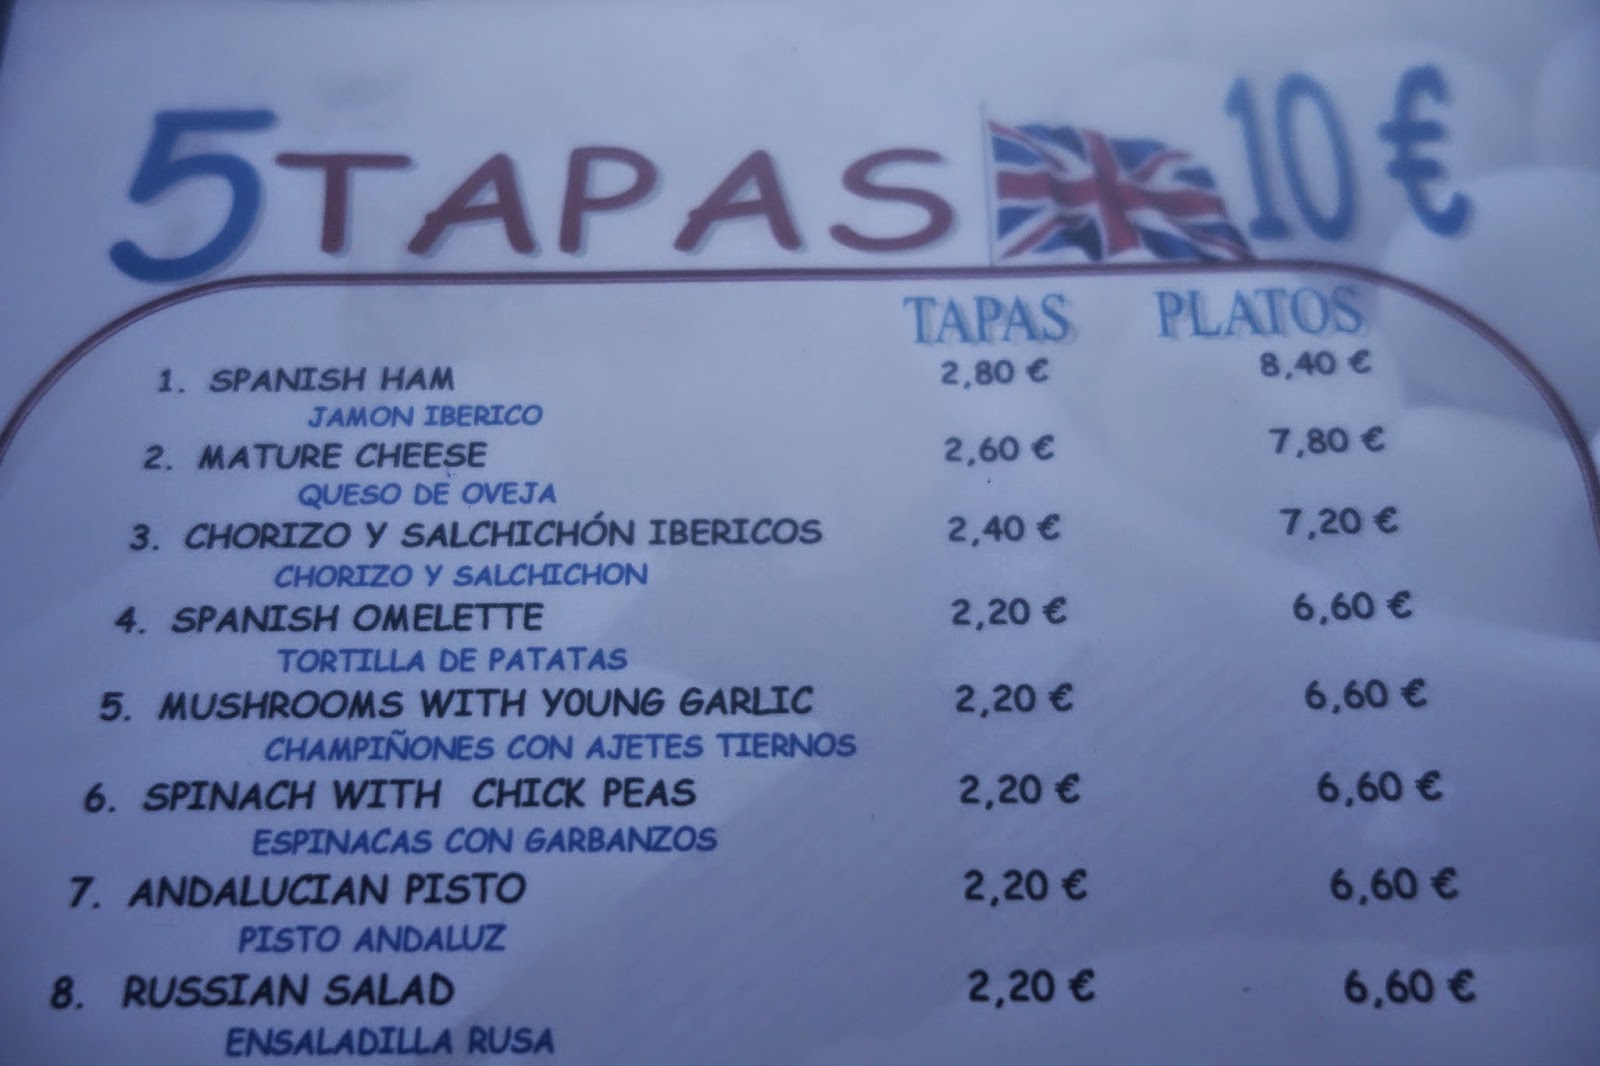 5 TAPAS 10 €
TAPAS PLATOS
1. SPANISH HAM 2,80 € 8,40 €
JAMON IBERICO
2. MATURE CHEESE 2,60 € 7,80 €
QUESO DE OVEJA
3. CHORIZO Y SALCHICHÓN IBERICOS 2,40 € 7,20 €
CHORIZO Y SALCHICHON
4. SPANISH OMELETTE 2,20 € 6,60 €
TORTILLA DE PATATAS
5. MUSHROOMS WITH YOUNG GARLIC 2,20 € 6,60 €
CHAMPIÑONES CON AJETES TIERNOS
6. SPINACH WITH CHICK PEAS 2,20 € 6,60 €
ESPINACAS CON GARBANZOS
7. ANDALUCIAN PISTO 2,20 € 6,60 €
PISTO ANDALUZ
8. RUSSIAN SALAD 2,20 € 6,60 €
ENSALADILLA RUSA